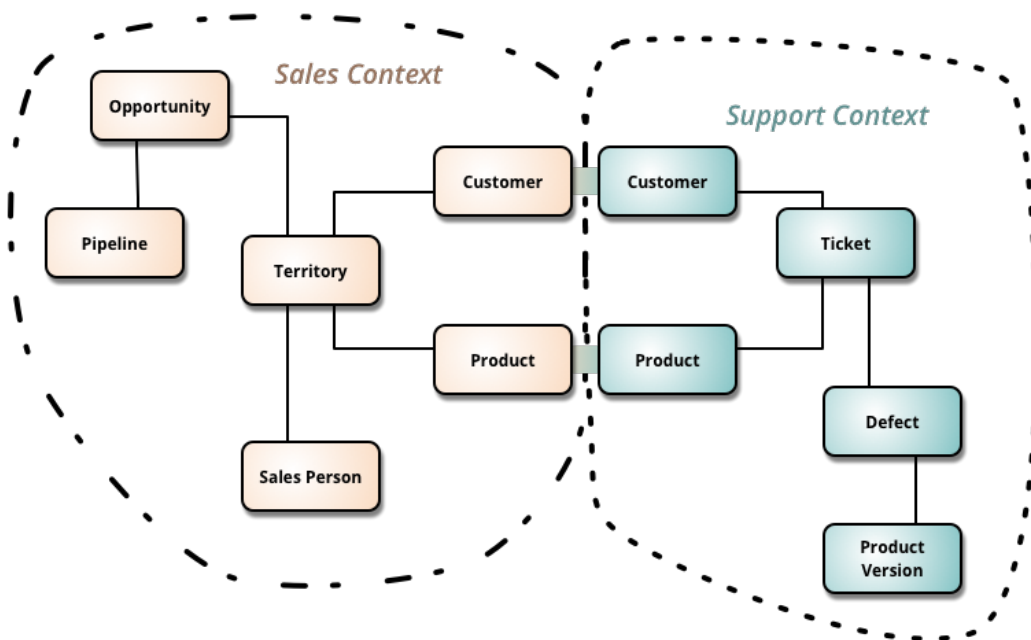 Sales Context
Opportunity
Support Context
Customer
Customer
Pipeline
Ticket
Territory
Product
Product
Defect
Sales Person
Product
Version